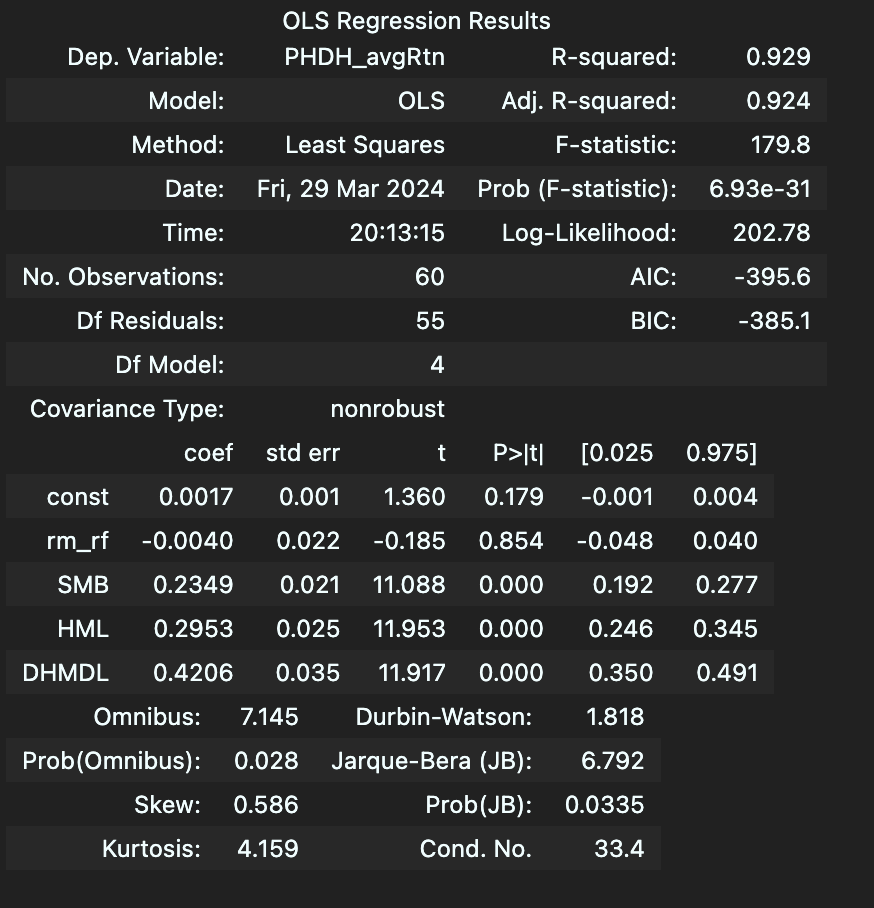 OLS Regression Results
Dep. Variable: PHDH_avgRtn R-squared: 0.929
Model: OLS Adj. R-squared: 0.924
Method: Least Squares F-statistic: 179.8
Date: Fri, 29 Mar 2024 Prob (F-statistic): 6.93e-31
Time: 20:13:15 Log-Likelihood: 202.78
No. Observations: 60 AIC: -395.6
Df Residuals: 55 BIC: -385.1
Df Model: 4
Covariance Type: nonrobust
coef std err t P>|t| [0.025 0.975]
const 0.0017 0.001 1.360 0.179 -0.001 0.004
rm_rf -0.0040 0.022 -0.185 0.854 -0.048 0.040
SMB 0.2349 0.021 11.088 0.000 0.192 0.277
HML 0.2953 0.025 11.953 0.000 0.246 0.345
DHMDL 0.4206 0.035 11.917 0.000 0.350 0.491
Omnibus: 7.145 Durbin-Watson: 1.818
Prob(Omnibus): 0.028 Jarque-Bera (JB): 6.792
Skew: 0.586 Prob(JB): 0.0335
Kurtosis: 4.159 Cond. No. 33.4